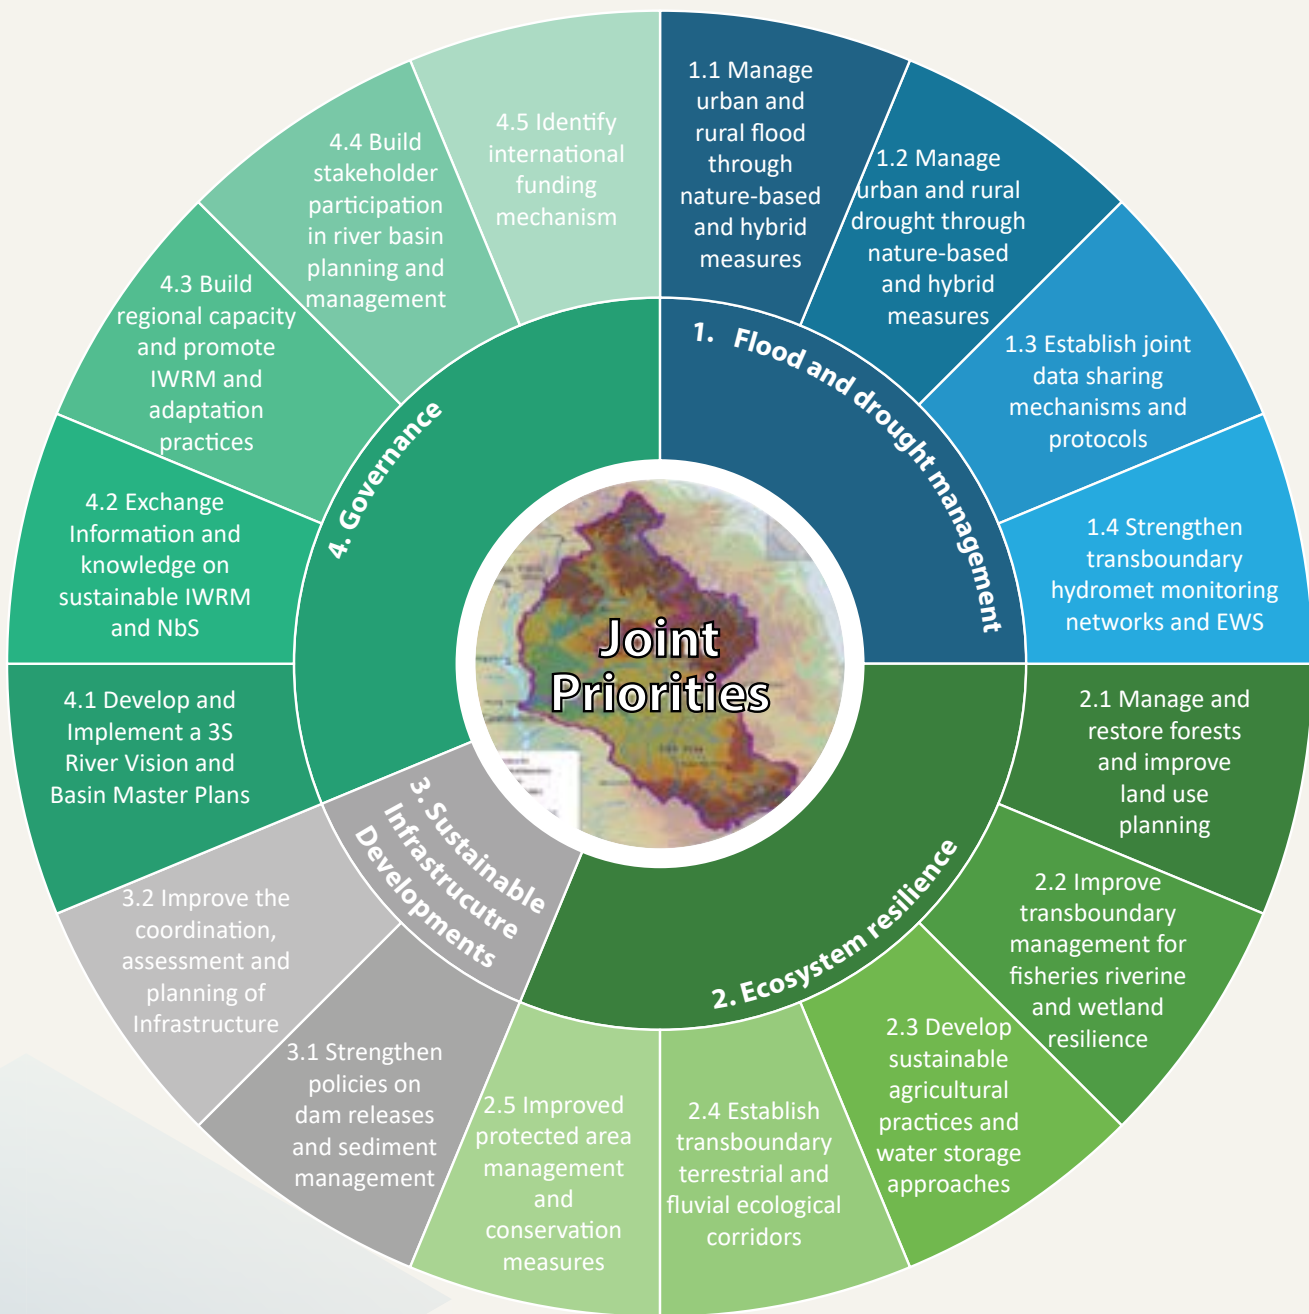 Joint
Priorities
1. Flood and drought management
1.1 Manage
urban and
rural flood
through
nature-based
and hybrid
measures
1.2 Manage
urban and rural
drought through
nature-based
and hybrid
measures
1.3 Establish joint
data sharing
mechanisms and
protocols
1.4 Strengthen
transboundary
hydromet monitoring
networks and EWS
2. Ecosystem resilience
2.1 Manage and
restore forests
and improve
land use
planning
2.2 Improve
transboundary
management for
fisheries riverine
and wetland
resilience
2.3 Develop
sustainable
agricultural
practices and
water storage
approaches
2.4 Establish
transboundary
terrestrial and
fluvial ecological
corridors
2.5 Improved
protected area
management
and
conservation
measures
3. Sustainable
Infrastrucutre
Developments
3.1 Strengthen
policies on
dam releases
and sediment
management
3.2 Improve the
coordination,
assessment and
planning of
Infrastructure
4. Governance
4.1 Develop and
Implement a 3S
River Vision and
Basin Master Plans
4.2 Exchange
Information and
knowledge on
sustainable IWRM
and NbS
4.3 Build
regional capacity
and promote
IWRM and
adaptation
practices
4.4 Build
stakeholder
participation
in river basin
planning and
management
4.5 Identify
international
funding
mechanism